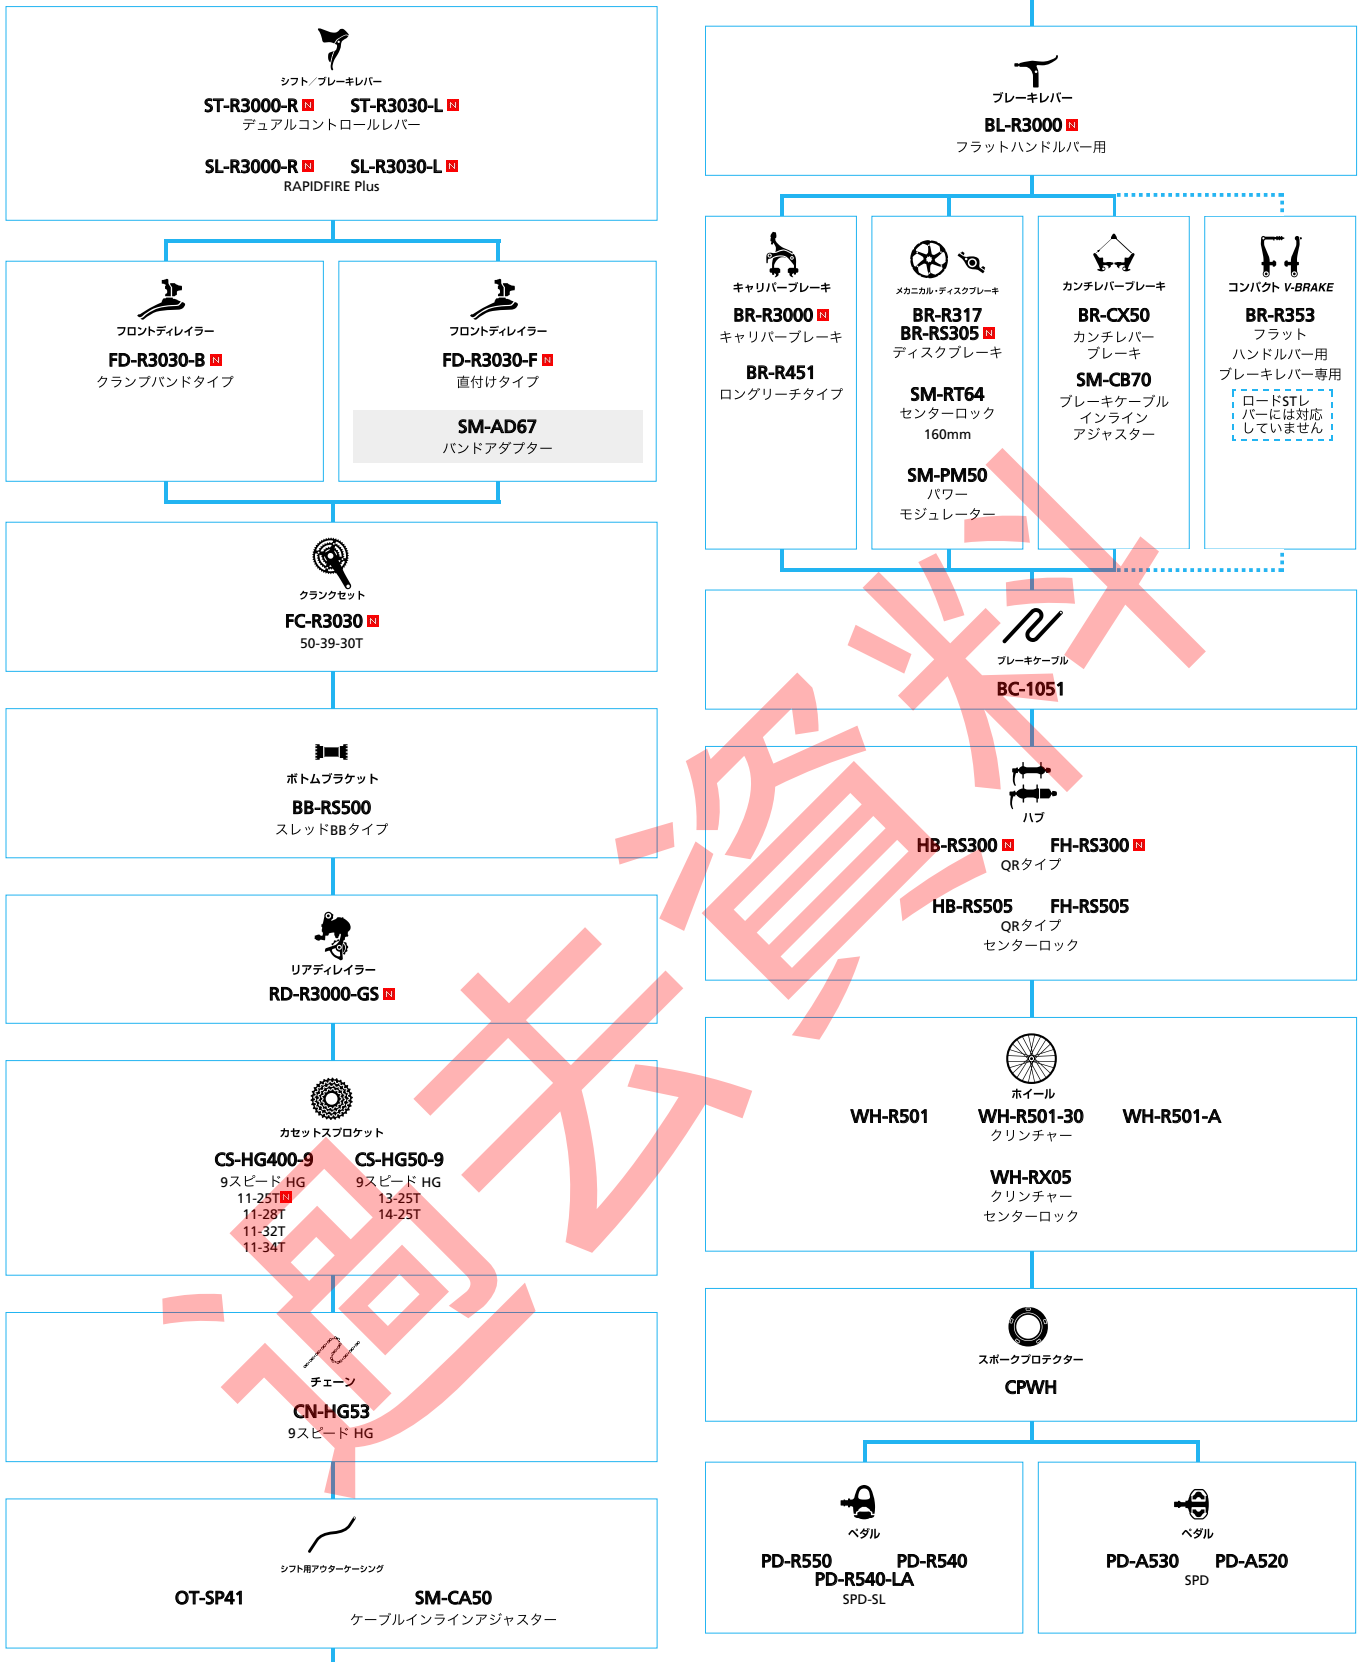 シフト／ブレーキレバー
ST-R3000-R N ST-R3030-L N
デュアルコントロールレバー
SL-R3000-R N SL-R3030-L N
RAPIDFIRE Plus
フロントディレイラー
FD-R3030-B N
クランプバンドタイプ
フロントディレイラー
FD-R3030-F N
直付けタイプ
SM-AD67
バンドアダプター
クランクセット
FC-R3030 N
50-39-30T
ボトムブラケット
BB-RS500
スレッドBBタイプ
リアディレイラー
RD-R3000-GS N
カセットスプロケット
CS-HG400-9 CS-HG50-9
9スピード HG 9スピード HG
11-25T N 13-25T
11-28T 14-25T
11-32T
11-34T
チェーン
CN-HG53
9スピード HG
シフト用アウターケーシング
OT-SP41 SM-CA50
ケーブルインラインアジャスター
ブレーキレバー
BL-R3000 N
フラットハンドルバー用
キャリパーブレーキ
BR-R3000 N
キャリパーブレーキ
BR-R451
ロングリーチタイプ
メカニカル・ディスクブレーキ
BR-R317
BR-RS305 N
ディスクブレーキ
SM-RT64
センターロック
160mm
SM-PM50
パワー
モジュレーター
カンチレバーブレーキ
BR-CX50
カンチレバー
ブレーキ
SM-CB70
ブレーキケーブル
インライン
アジャスター
コンパクト V-BRAKE
BR-R353
フラット
ハンドルバー用
ブレーキレバー専用
ロードSTレ
バーには対応
していません
ブレーキケーブル
BC-1051
ハブ
HB-RS300 N FH-RS300 N
QRタイプ
HB-RS505 FH-RS505
QRタイプ
センターロック
ホイール
WH-R501 WH-R501-30 WH-R501-A
クリンチャー
WH-RX05
クリンチャー
センターロック
スポークプロテクター
CPWH
ペダル
PD-R550 PD-R540
PD-R540-LA
SPD-SL
ペダル
PD-A530 PD-A520
SPD
過去資料